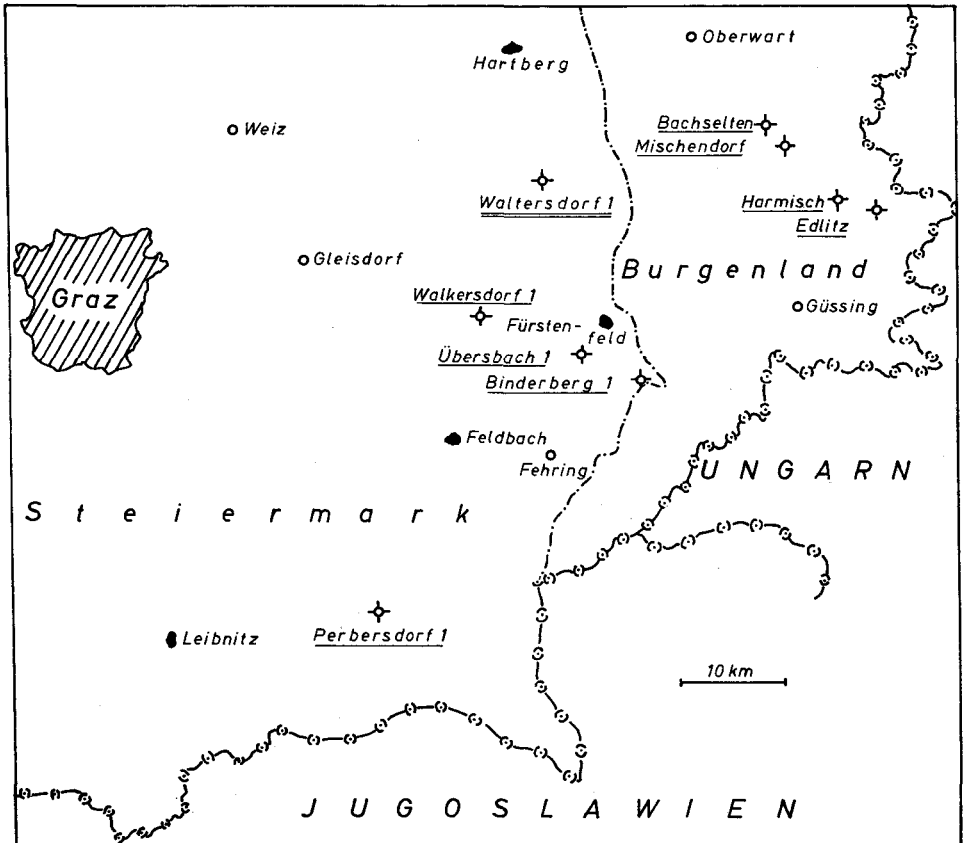 Oberwart
Hartberg
Bachselten
Weiz
Mischendorf
Waltersdorf 1
Harmisch
Edlitz
Gleisdorf
Burgenland
Graz
Walkersdorf 1
Güssing
Fürsten-
feld
Übersbach 1
Binderberg 1
Feldbach
Fehring
UNGARN
Steiermark
Leibnitz
Perbersdorf 1
10 km
JUGOSLAWIEN